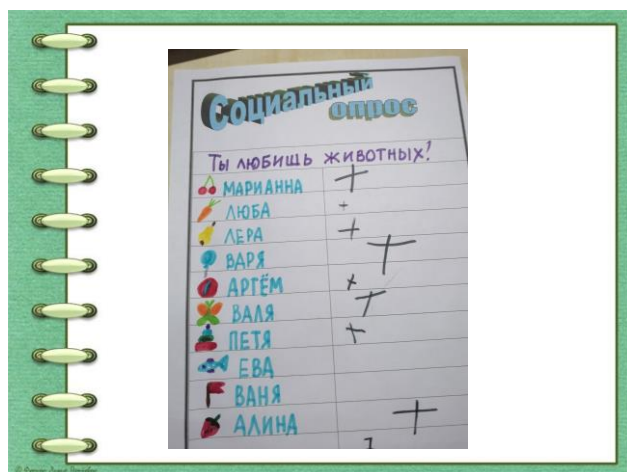 Социальный
опрос
Ты любишь животных?
МАРИАННА +
ЛЮБА +
ЛЕРА +
ВАРЯ +
АРТЁМ +
ВАЛЯ +
ПЕТЯ +
ЕВА
ВАНЯ
АЛИНА +